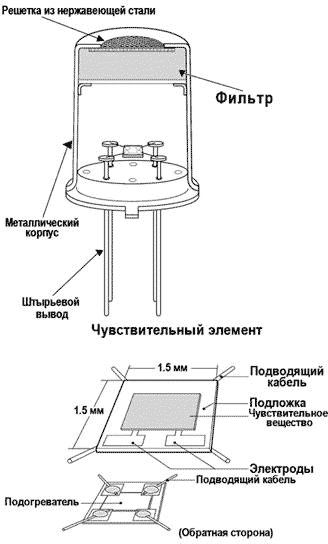 Решетка из нержавеющей стали
Фильтр
Металлический
корпус
Штырьевой
вывод
Чувствительный элемент
1.5 мм
Подводящий
кабель
1.5 мм
Подложка
Чувствительное
вещество
Электроды
Подводящий кабель
Подогреватель
(Обратная сторона)